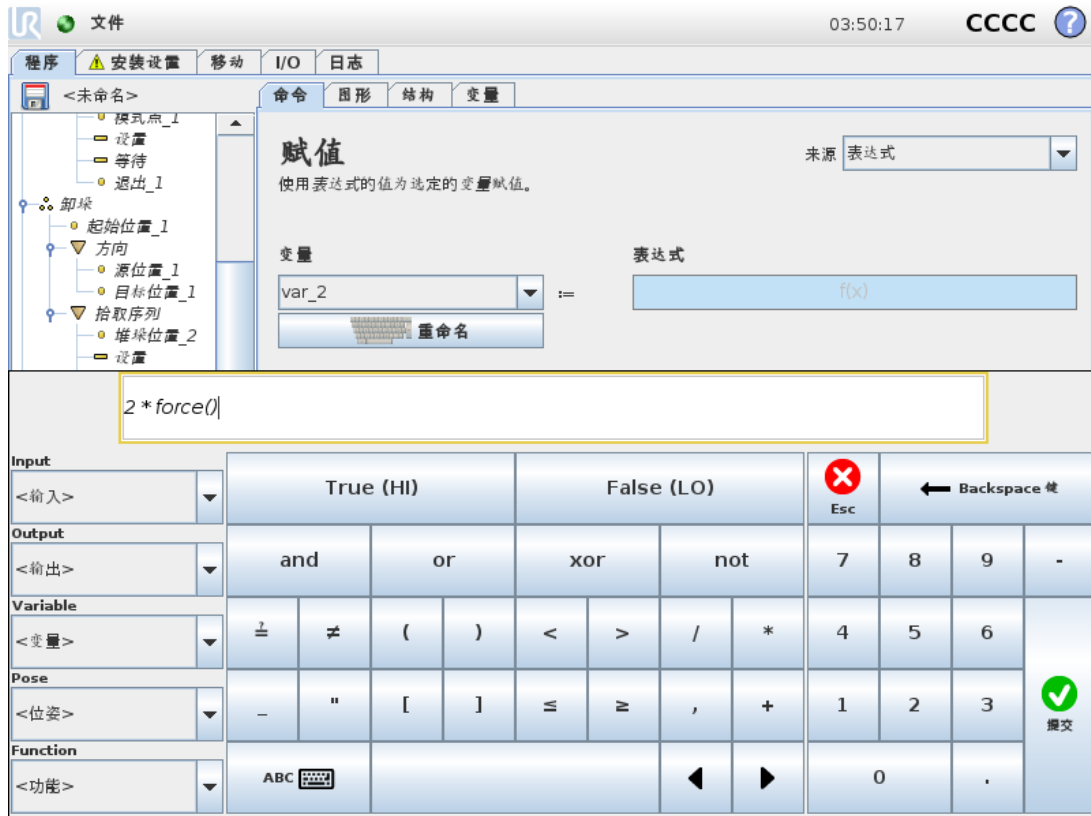 UR 文件 03:50:17 CCCC ?
程序 安装设置 移动 I/O 日志
<未命名> 命令 图形 结构 变量
模式点_1
设置
等待
退出_1
卸垛
起始位置_1
方向
源位置_1
目标位置_1
拾取序列
堆垛位置_2
设置
赋值
来源 表达式
使用表达式的值为选定的变量赋值。
变量 表达式
var_2 := f(x)
重命名
2 * force()
Input
<输入> True (HI) False (LO) Esc Backspace 键
Output
<输出> and or xor not 7 8 9 -
Variable
<变量> ≟ ≠ ( ) < > / * 4 5 6
Pose
<位姿> _ " [ ] ≤ ≥ , + 1 2 3 提交
Function
<功能> ABC 0 .